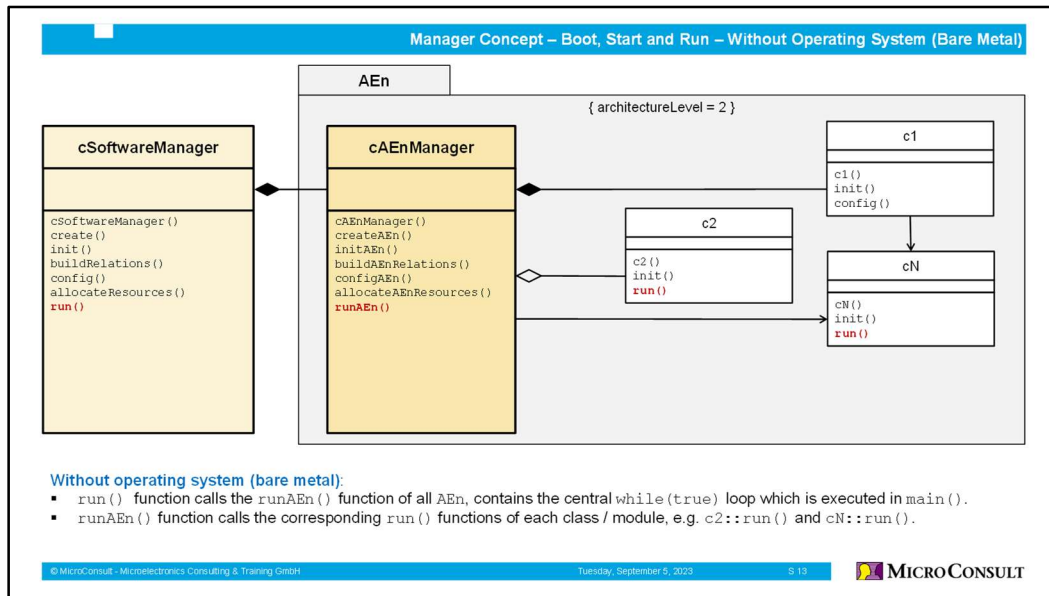 Manager Concept – Boot, Start and Run – Without Operating System (Bare Metal)
AEn
{ architectureLevel = 2 }
cSoftwareManager
cSoftwareManager()
create()
init()
buildRelations()
config()
allocateResources()
run()
cAEnManager
cAEnManager()
createAEn()
initAEn()
buildAEnRelations()
configAEn()
allocateAEnResources()
runAEn()
c2
c2()
init()
run()
c1
c1()
init()
config()
cN
cN()
init()
run()
Without operating system (bare metal):
▪ run() function calls the runAEn() function of all AEn, contains the central while(true) loop which is executed in main().
▪ runAEn() function calls the corresponding run() functions of each class / module, e.g. c2::run() and cN::run().
© MicroConsult - Microelectronics Consulting & Training GmbH Tuesday, September 5, 2023 S 13 MICROCONSULT